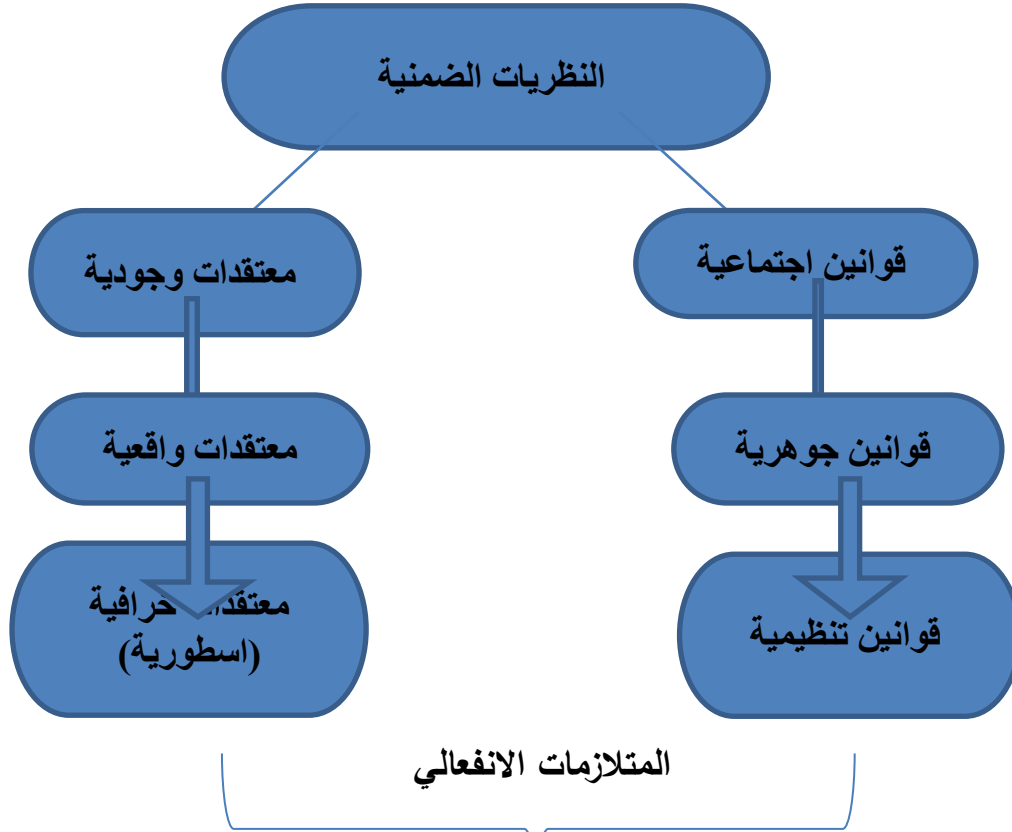 النظريات الضمنية
قوانين اجتماعية
معتقدات وجودية
قوانين جوهرية
معتقدات واقعية
قوانين تنظيمية
معتقدات خرافية
(اسطورية)
المتلازمات الانفعالي